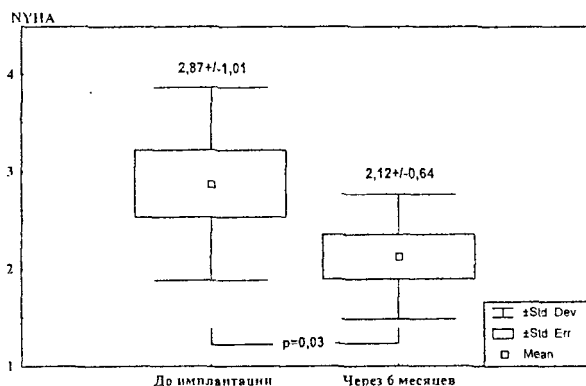 NYHA
4
2,87+/-1,01
3
2,12+/-0,64
2
±Std Dev
±Std Err
Mean
p=0,03
1
До имплантации
Через 6 месяцев